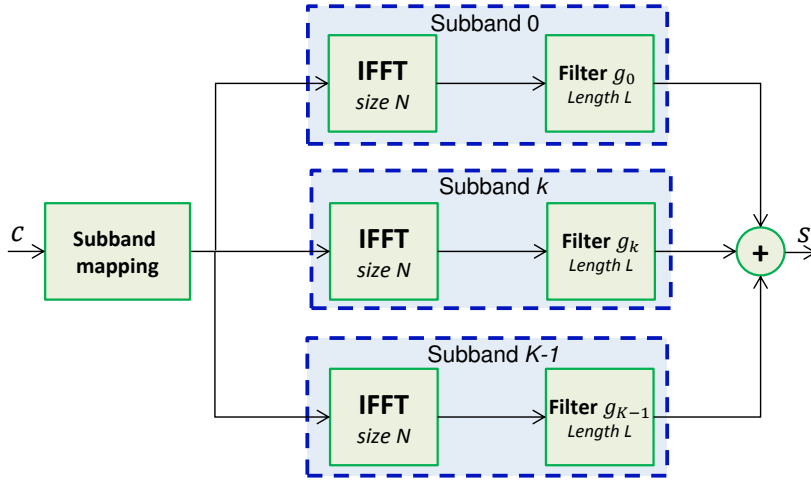 Subband 0
IFFT
size N
Filter g₀
Length L
Subband k
c
Subband
mapping
IFFT
size N
Filter gₖ
Length L
+
s
Subband K-1
IFFT
size N
Filter g_{K−1}
Length L